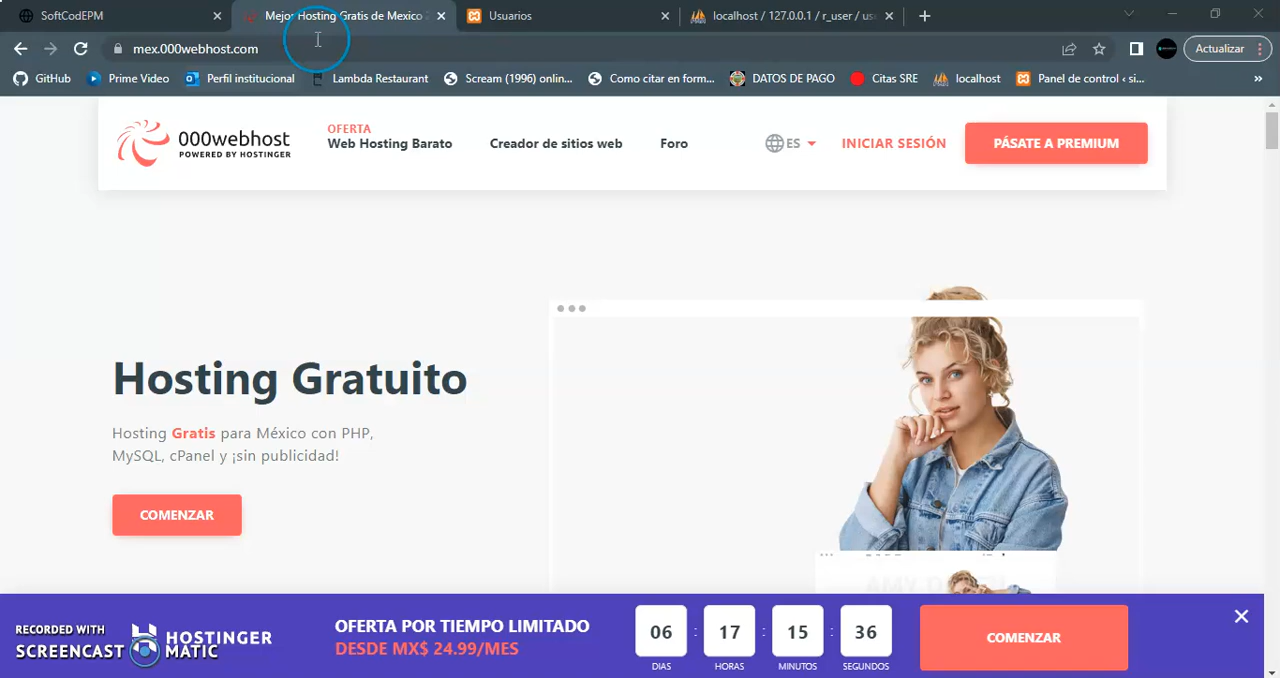 SoftCodEPM
Mejor Hosting Gratis de Mexico 2
Usuarios
localhost / 127.0.0.1 / r_user / us
mex.000webhost.com
Actualizar
GitHub
Prime Video
Perfil institucional
Lambda Restaurant
Scream (1996) onlin...
Como citar en form...
DATOS DE PAGO
Citas SRE
localhost
Panel de control ‹ si...
»
000webhost
POWERED BY HOSTINGER
OFERTA
Web Hosting Barato
Creador de sitios web
Foro
ES
INICIAR SESIÓN
PÁSATE A PREMIUM
Hosting Gratuito
Hosting Gratis para México con PHP,
MySQL, cPanel y ¡sin publicidad!
COMENZAR
RECORDED WITH
SCREENCAST MATIC
HOSTINGER
OFERTA POR TIEMPO LIMITADO
DESDE MX$ 24.99/MES
06 : 17 : 15 : 36
DIAS HORAS MINUTOS SEGUNDOS
COMENZAR